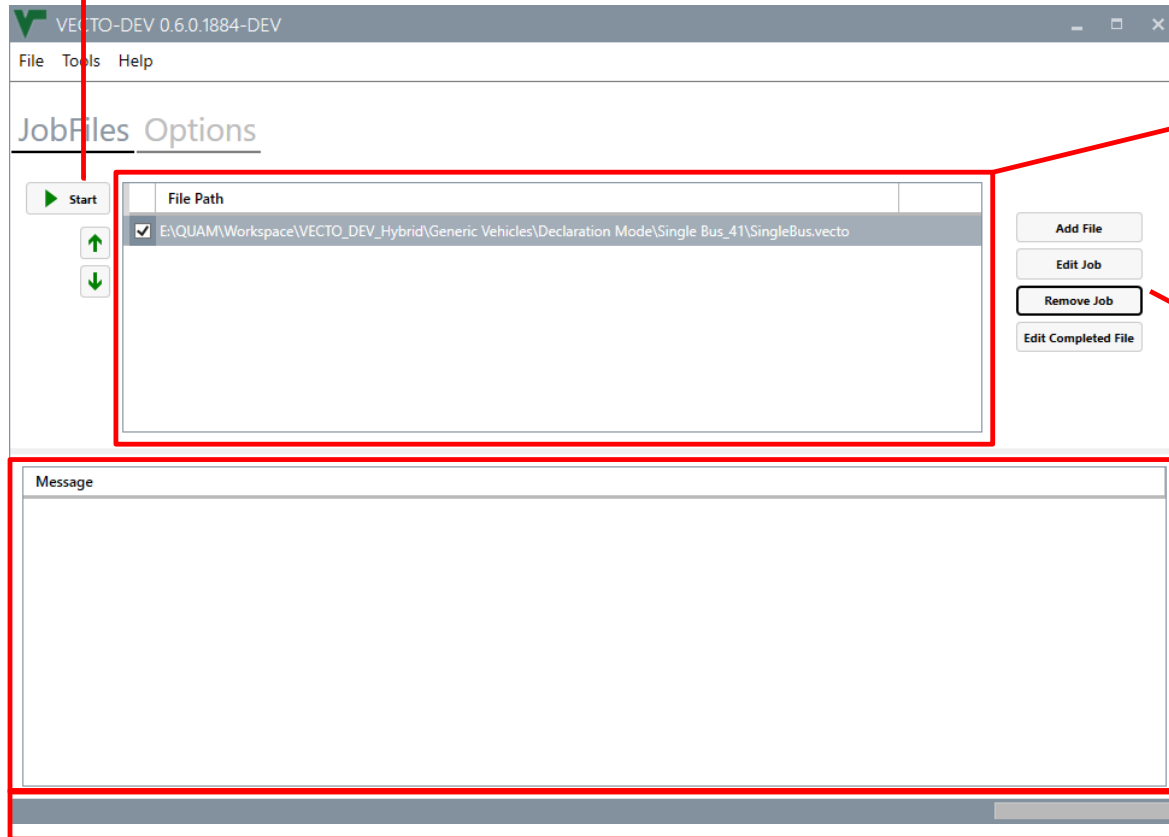 VECTO-DEV 0.6.0.1884-DEV
File Tools Help
JobFiles Options
Start
File Path
E:\QUAM\Workspace\VECTO_DEV_Hybrid\Generic Vehicles\Declaration Mode\Single Bus_41\SingleBus.vecto
Add File
Edit Job
Remove Job
Edit Completed File
Message